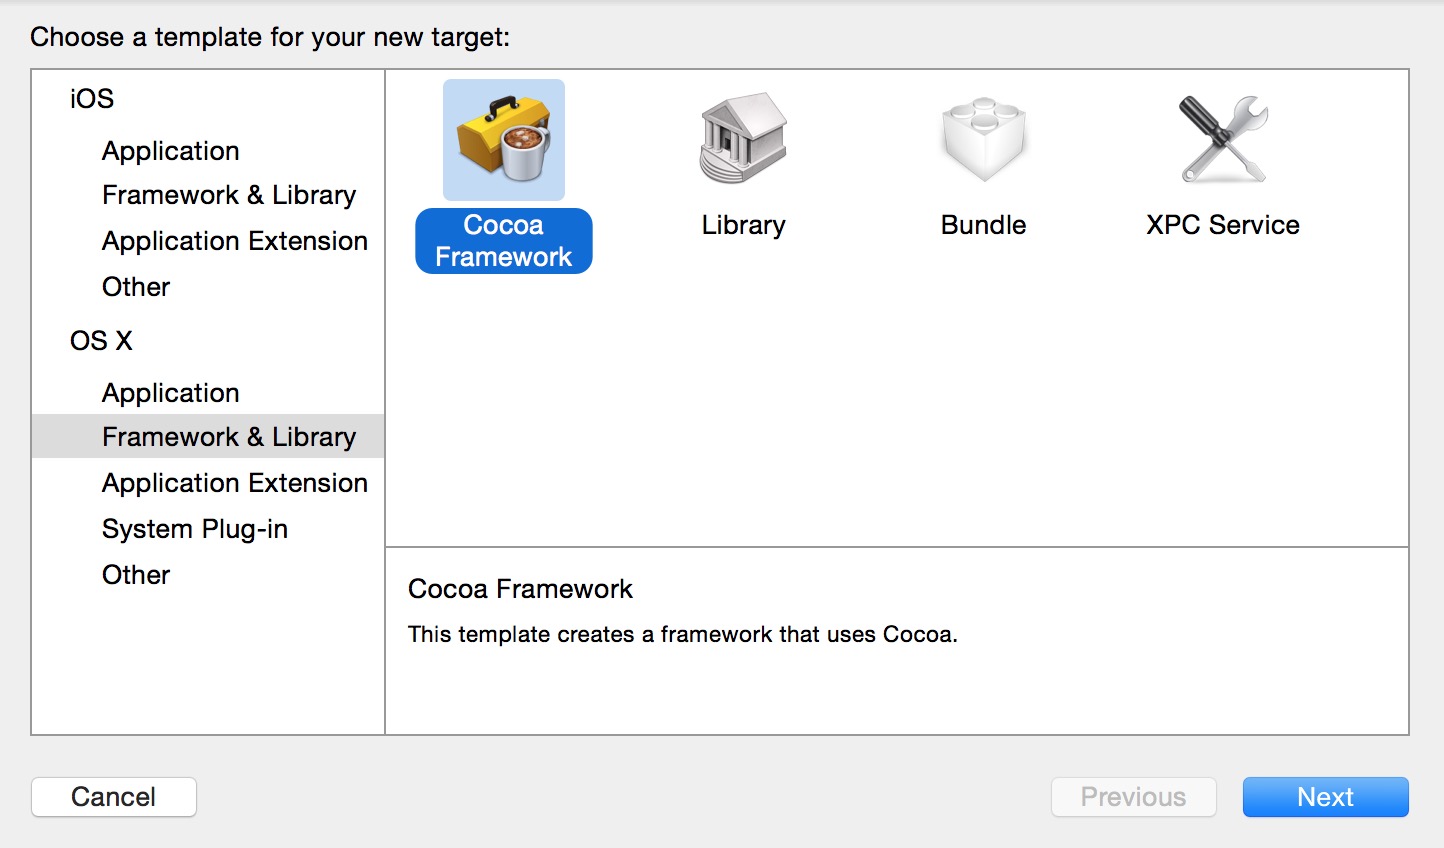 Choose a template for your new target:
iOS
Application
Framework & Library
Application Extension
Other
OS X
Application
Framework & Library
Application Extension
System Plug-in
Other
Cocoa
Framework
Library
Bundle
XPC Service
Cocoa Framework
This template creates a framework that uses Cocoa.
Cancel
Previous
Next